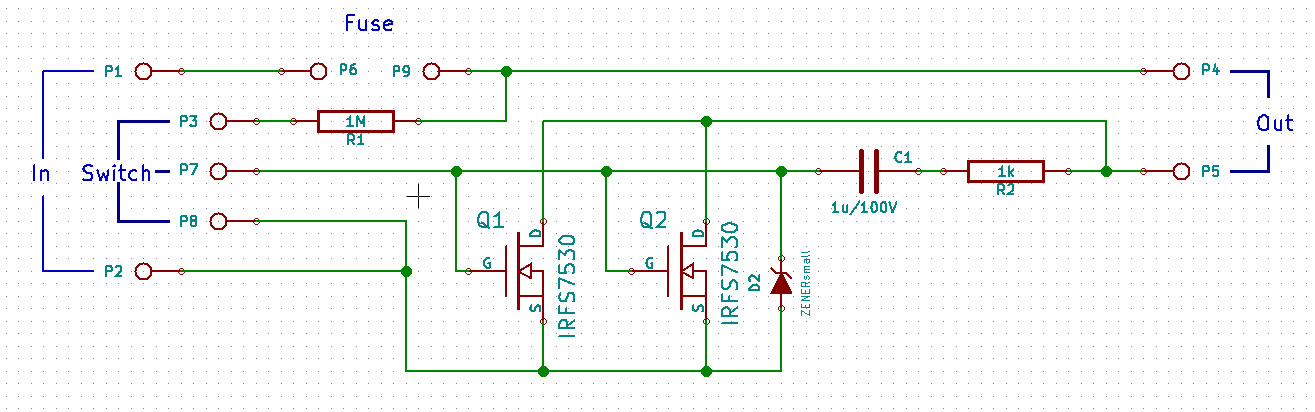 Fuse
P1
P6
P9
P4
P3
1M
R1
Out
In
Switch
P7
C1
1k
R2
P5
1u/100V
P8
Q1
D
G
S
IRFS7530
Q2
D
G
S
IRFS7530
D2
ZENERsmall
P2